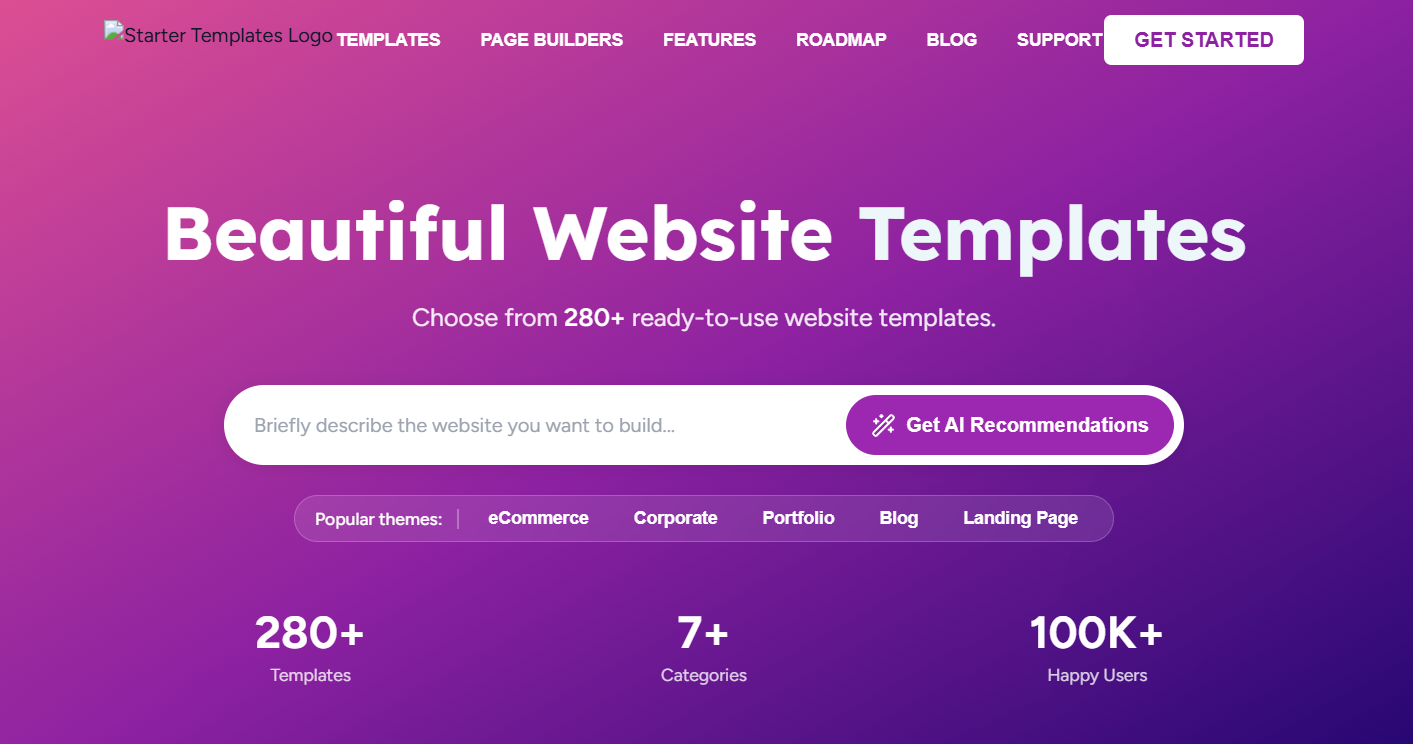 Starter Templates Logo TEMPLATES PAGE BUILDERS FEATURES ROADMAP BLOG SUPPORT GET STARTED
Beautiful Website Templates
Choose from 280+ ready-to-use website templates.
Briefly describe the website you want to build... Get AI Recommendations
Popular themes: eCommerce Corporate Portfolio Blog Landing Page
280+ 7+ 100K+
Templates Categories Happy Users